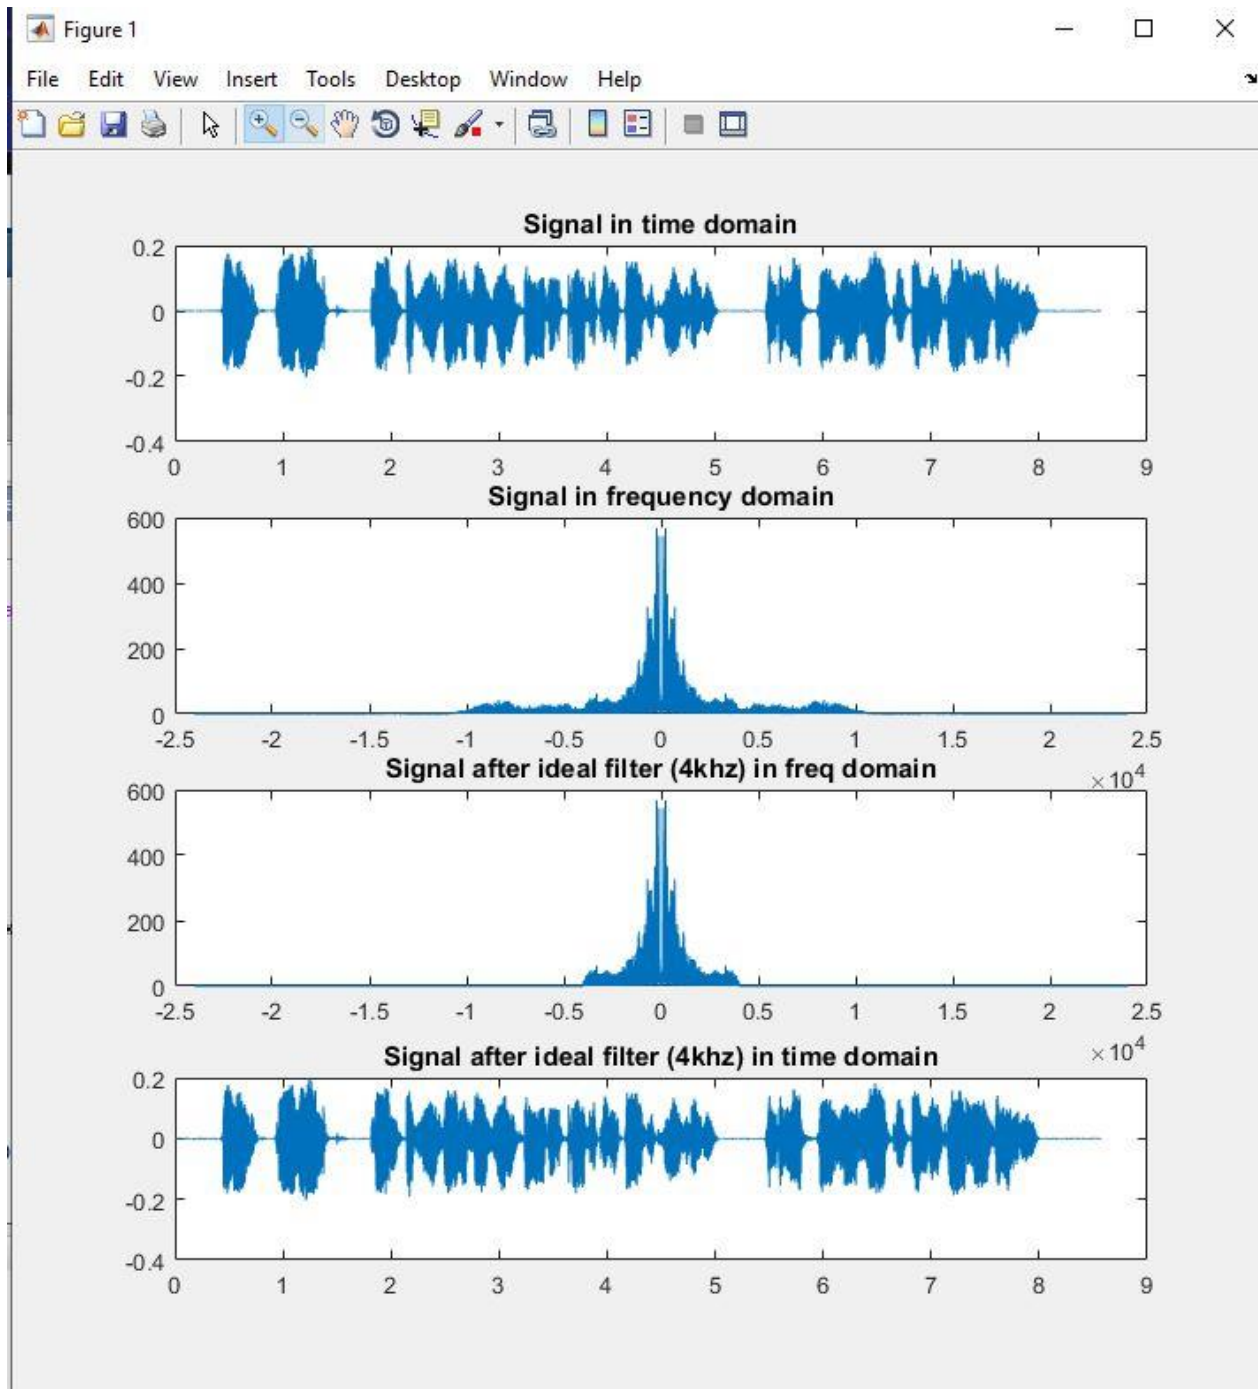 Figure 1
File Edit View Insert Tools Desktop Window Help
Signal in time domain
0.2
0
-0.2
-0.4
0 1 2 3 4 5 6 7 8 9
Signal in frequency domain
600
400
200
0
-2.5 -2 -1.5 -1 -0.5 0 0.5 1 1.5 2 2.5
×10^4
Signal after ideal filter (4khz) in freq domain
600
400
200
0
-2.5 -2 -1.5 -1 -0.5 0 0.5 1 1.5 2 2.5
×10^4
Signal after ideal filter (4khz) in time domain
0.2
0
-0.2
-0.4
0 1 2 3 4 5 6 7 8 9